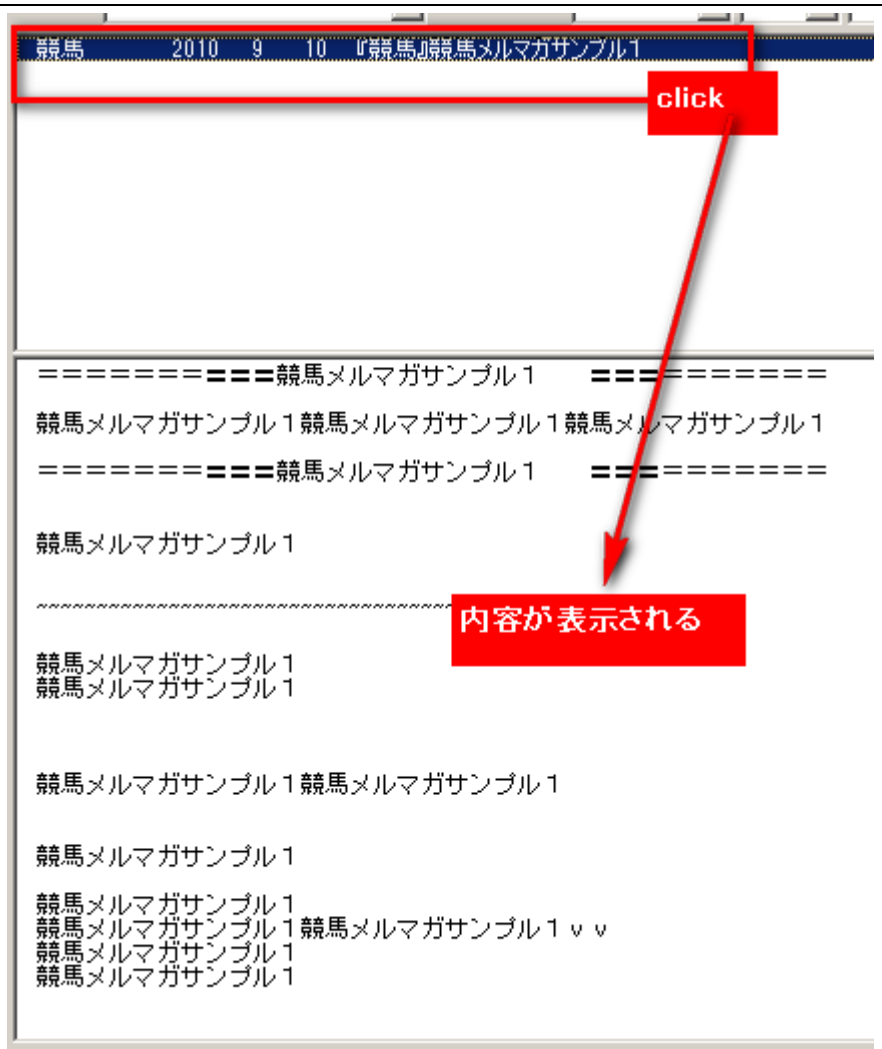 競馬 2010 9 10 『競馬』競馬メルマガサンプル1
click
==========競馬メルマガサンプル1 ==========
競馬メルマガサンプル1競馬メルマガサンプル1競馬メルマガサンプル1
==========競馬メルマガサンプル1 ==========
競馬メルマガサンプル1
~~~~~~~~~~~~~~~~~~~~~~~~~~~~~~~~~~~
内容が表示される
競馬メルマガサンプル1
競馬メルマガサンプル1
競馬メルマガサンプル1競馬メルマガサンプル1
競馬メルマガサンプル1
競馬メルマガサンプル1
競馬メルマガサンプル1競馬メルマガサンプル1vv
競馬メルマガサンプル1
競馬メルマガサンプル1